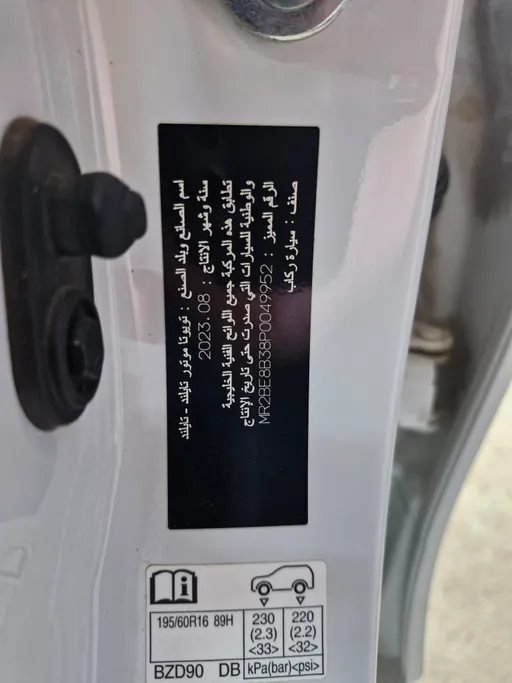 اسم الصانع وبلد الصنع : تويوتا موتور تايلند - تايلند
سنة وشهر الإنتاج : 2023.08
تطابق هذه المركبة جميع اللوائح الفنية الخليجية
والوطنية للسيارات التي صدرت حتى تاريخ الإنتاج
الرقم المميز : MR2BE8B38P0049952
صنف : سيارة ركاب
195/60R16 89H
230 220
(2.3) (2.2)
<33> <32>
BZD90 DB kPa(bar)<psi>